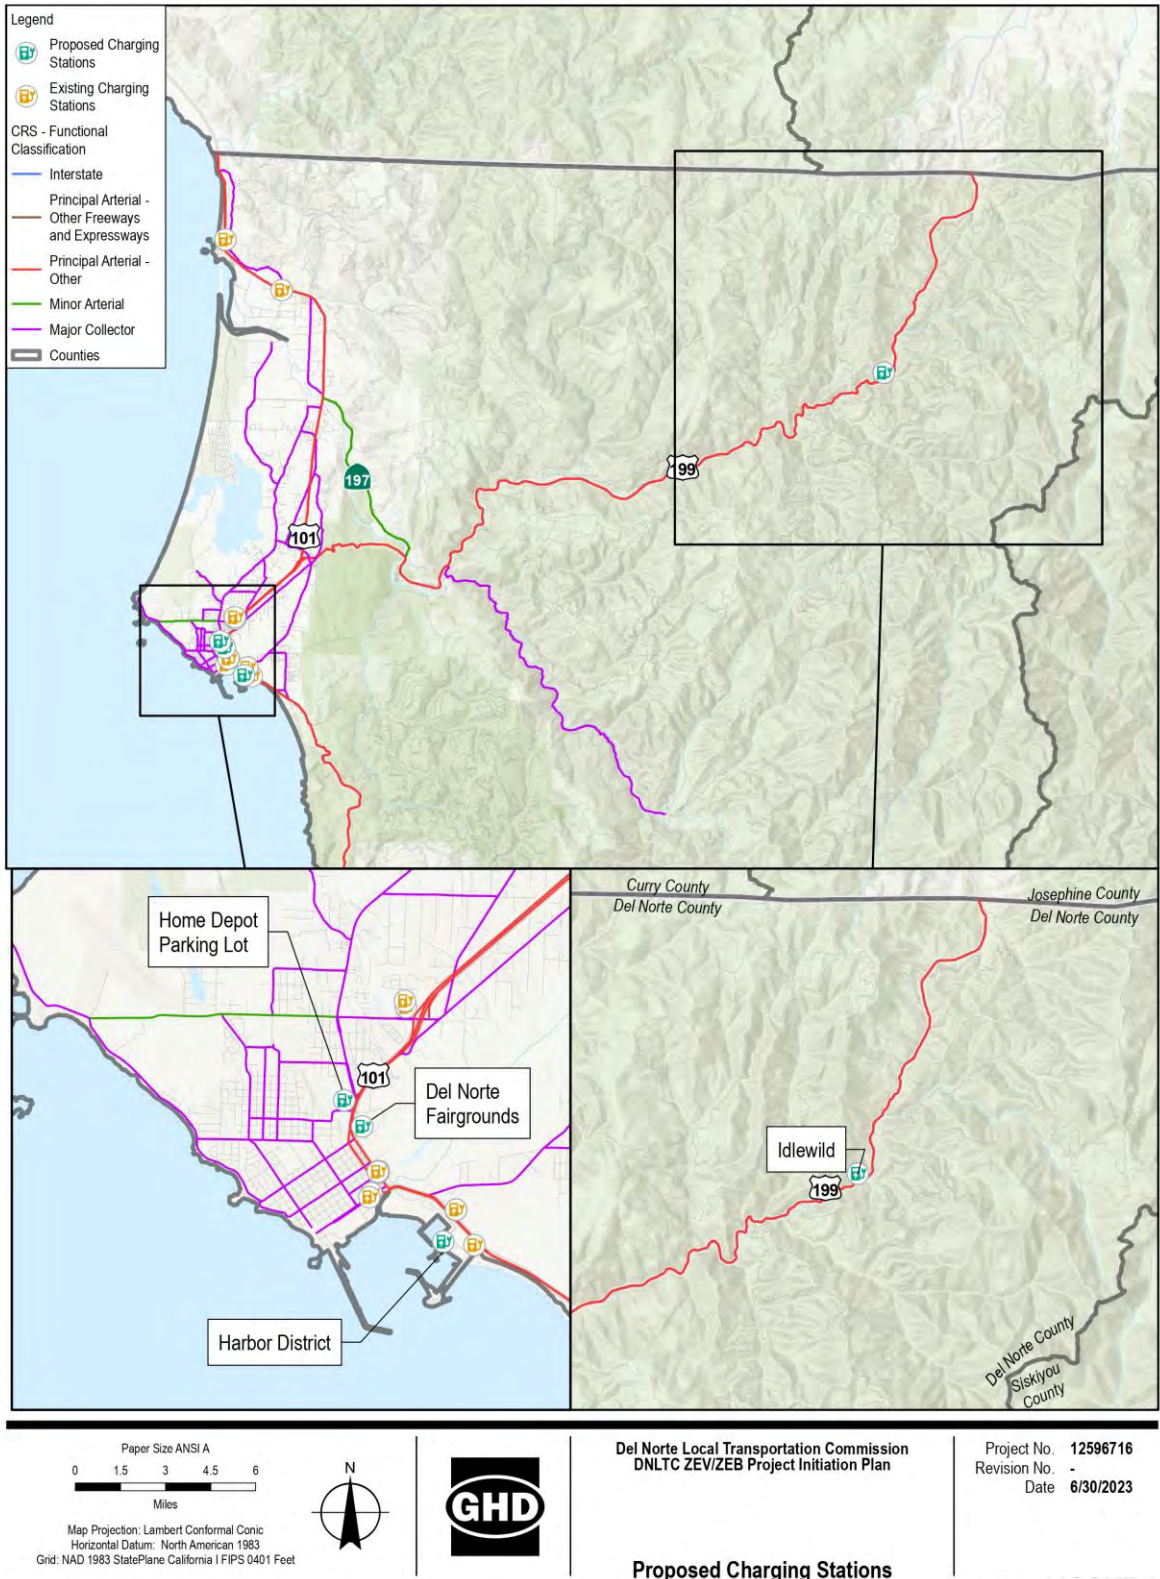 Legend
Proposed Charging
Stations
Existing Charging
Stations
CRS - Functional
Classification
Interstate
Principal Arterial -
Other Freeways
and Expressways
Principal Arterial -
Other
Minor Arterial
Major Collector
Counties
199
197
101
Home Depot
Parking Lot
101
Del Norte
Fairgrounds
Harbor District
Curry County
Del Norte County
Josephine County
Del Norte County
Idlewild
199
Del Norte County
Siskiyou
County
Paper Size ANSI A
0 1.5 3 4.5 6
Miles
Map Projection: Lambert Conformal Conic
Horizontal Datum: North American 1983
Grid: NAD 1983 StatePlane California I FIPS 0401 Feet
N
GHD
Del Norte Local Transportation Commission
DNLTC ZEV/ZEB Project Initiation Plan
Proposed Charging Stations
Project No. 12596716
Revision No. -
Date 6/30/2023